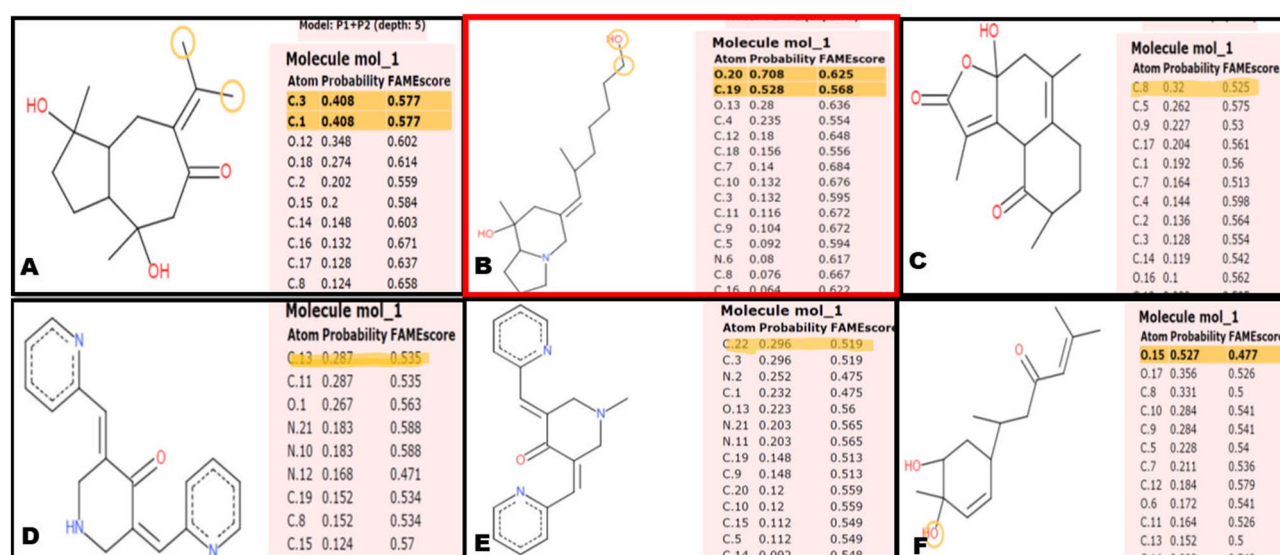 Model: P1+P2 (depth: 5)
Molecule mol_1
Atom Probability FAMEscore
C.3 0.408 0.577
C.1 0.408 0.577
O.12 0.348 0.602
O.18 0.274 0.614
C.2 0.202 0.559
O.15 0.2 0.584
C.14 0.148 0.603
C.16 0.132 0.671
C.17 0.128 0.637
C.8 0.124 0.658
HO
O
OH
A
Molecule mol_1
Atom Probability FAMEscore
O.20 0.708 0.625
C.19 0.528 0.568
O.13 0.28 0.636
C.4 0.235 0.554
C.12 0.18 0.648
C.18 0.156 0.556
C.7 0.14 0.684
C.10 0.132 0.676
C.3 0.132 0.595
C.11 0.116 0.672
C.9 0.104 0.672
C.5 0.092 0.594
N.6 0.08 0.617
C.8 0.076 0.667
C.16 0.064 0.622
HO
HO
N
B
HO
O
O
O
Molecule mol_1
Atom Probability FAMEscore
C.8 0.32 0.525
C.5 0.262 0.575
O.9 0.227 0.53
C.17 0.204 0.561
C.1 0.192 0.56
C.7 0.164 0.513
C.4 0.144 0.598
C.2 0.136 0.564
C.3 0.128 0.554
C.14 0.119 0.542
O.16 0.1 0.562
C
Molecule mol_1
Atom Probability FAMEscore
C.13 0.287 0.535
C.11 0.287 0.535
O.1 0.267 0.563
N.21 0.183 0.588
N.10 0.183 0.588
N.12 0.168 0.471
C.19 0.152 0.534
C.8 0.152 0.534
C.15 0.124 0.57
N
O
HN
N
D
Molecule mol_1
Atom Probability FAMEscore
C.22 0.296 0.519
C.3 0.296 0.519
N.2 0.252 0.475
C.1 0.232 0.475
O.13 0.223 0.56
N.21 0.203 0.565
N.11 0.203 0.565
C.19 0.148 0.513
C.9 0.148 0.513
C.20 0.12 0.559
C.10 0.12 0.559
C.15 0.112 0.549
C.5 0.112 0.549
C.14 0.092 0.548
N
N
O
N
E
Molecule mol_1
Atom Probability FAMEscore
O.15 0.527 0.477
O.17 0.356 0.526
C.8 0.331 0.5
C.10 0.284 0.541
C.9 0.284 0.541
C.5 0.228 0.54
C.7 0.211 0.536
C.12 0.184 0.579
O.6 0.172 0.541
C.11 0.164 0.526
C.13 0.152 0.5
O
HO
HO
F